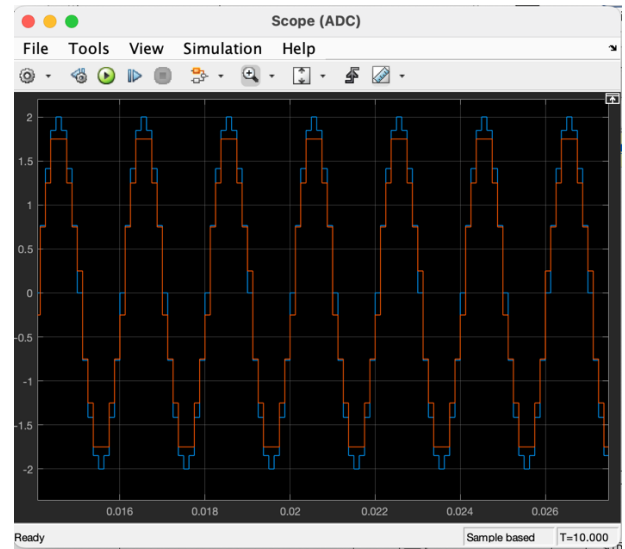 Scope (ADC)
File Tools View Simulation Help
2
1.5
1
0.5
0
-0.5
-1
-1.5
-2
0.016 0.018 0.02 0.022 0.024 0.026
Ready Sample based T=10.000